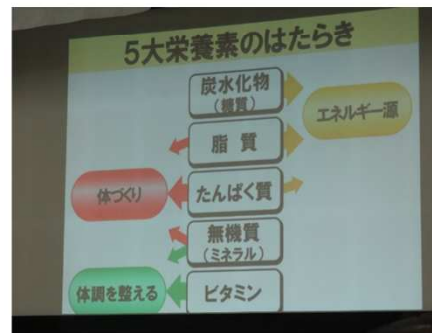 5大栄養素のはたらき
炭水化物
(糖質)
エネルギー源
脂質
体づくり
たんぱく質
無機質
(ミネラル)
体調を整える
ビタミン